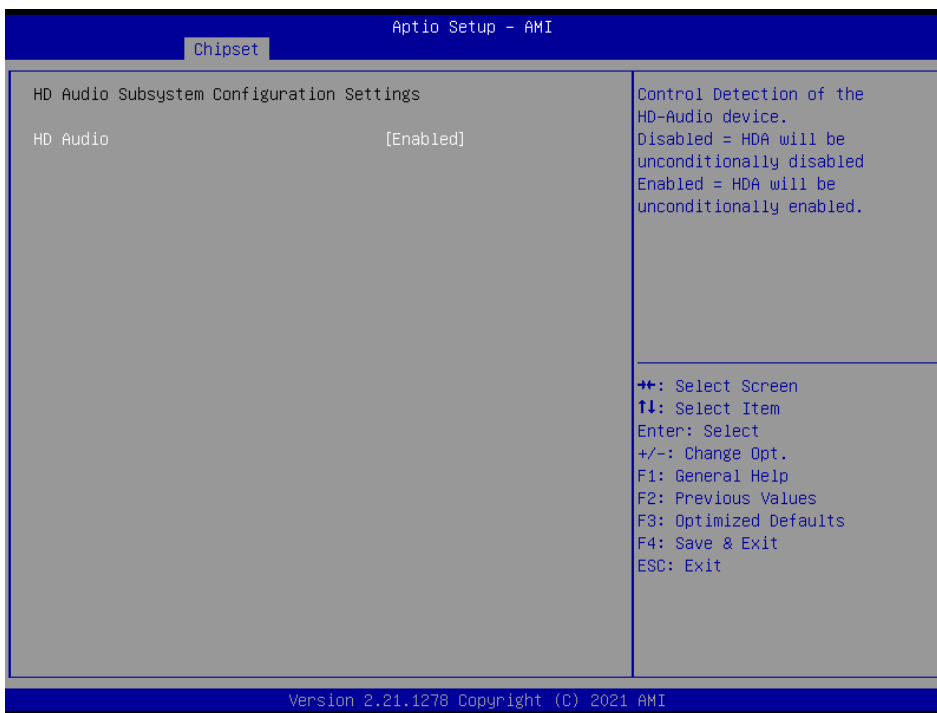 Aptio Setup – AMI
Chipset
HD Audio Subsystem Configuration Settings
HD Audio [Enabled]
Control Detection of the
HD-Audio device.
Disabled = HDA will be
unconditionally disabled
Enabled = HDA will be
unconditionally enabled.
→←: Select Screen
↑↓: Select Item
Enter: Select
+/-: Change Opt.
F1: General Help
F2: Previous Values
F3: Optimized Defaults
F4: Save & Exit
ESC: Exit
Version 2.21.1278 Copyright (C) 2021 AMI